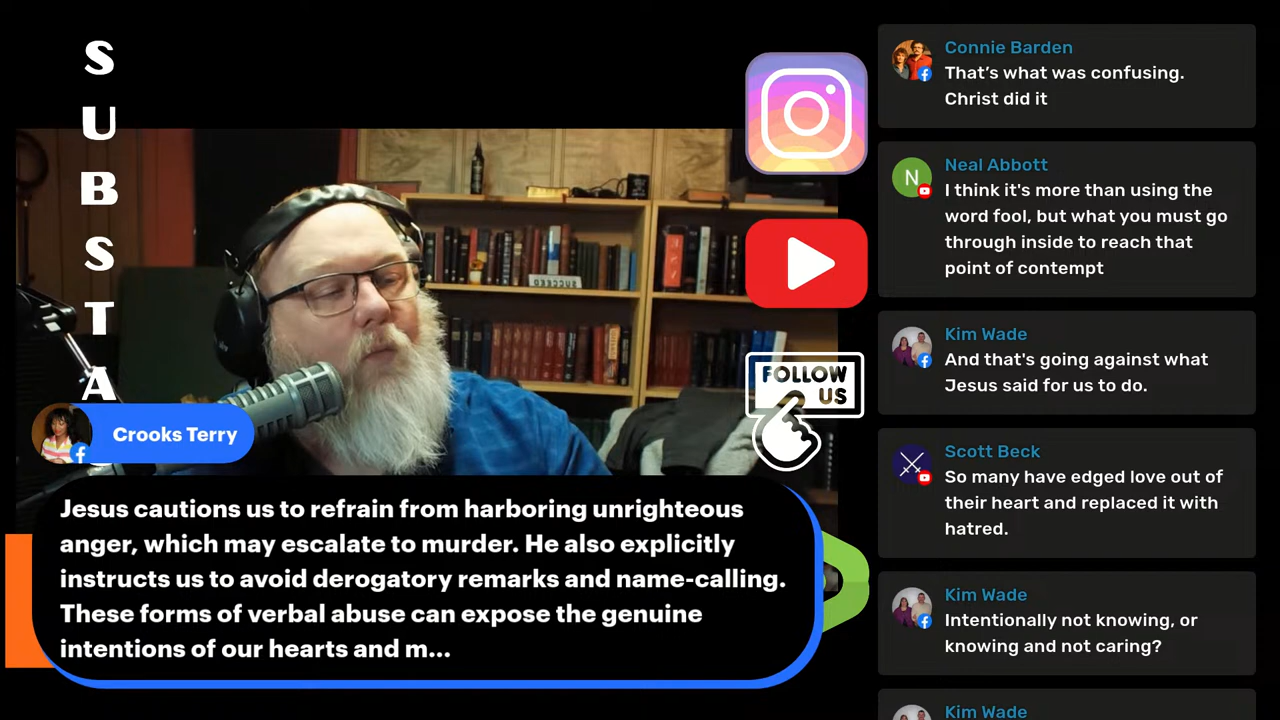 S
U
B
S
T
A
SUCCEED
FOLLOW
US
Crooks Terry
Jesus cautions us to refrain from harboring unrighteous
anger, which may escalate to murder. He also explicitly
instructs us to avoid derogatory remarks and name-calling.
These forms of verbal abuse can expose the genuine
intentions of our hearts and m...
Connie Barden
That’s what was confusing.
Christ did it
N
Neal Abbott
I think it's more than using the
word fool, but what you must go
through inside to reach that
point of contempt
Kim Wade
And that's going against what
Jesus said for us to do.
Scott Beck
So many have edged love out of
their heart and replaced it with
hatred.
Kim Wade
Intentionally not knowing, or
knowing and not caring?
Kim Wade